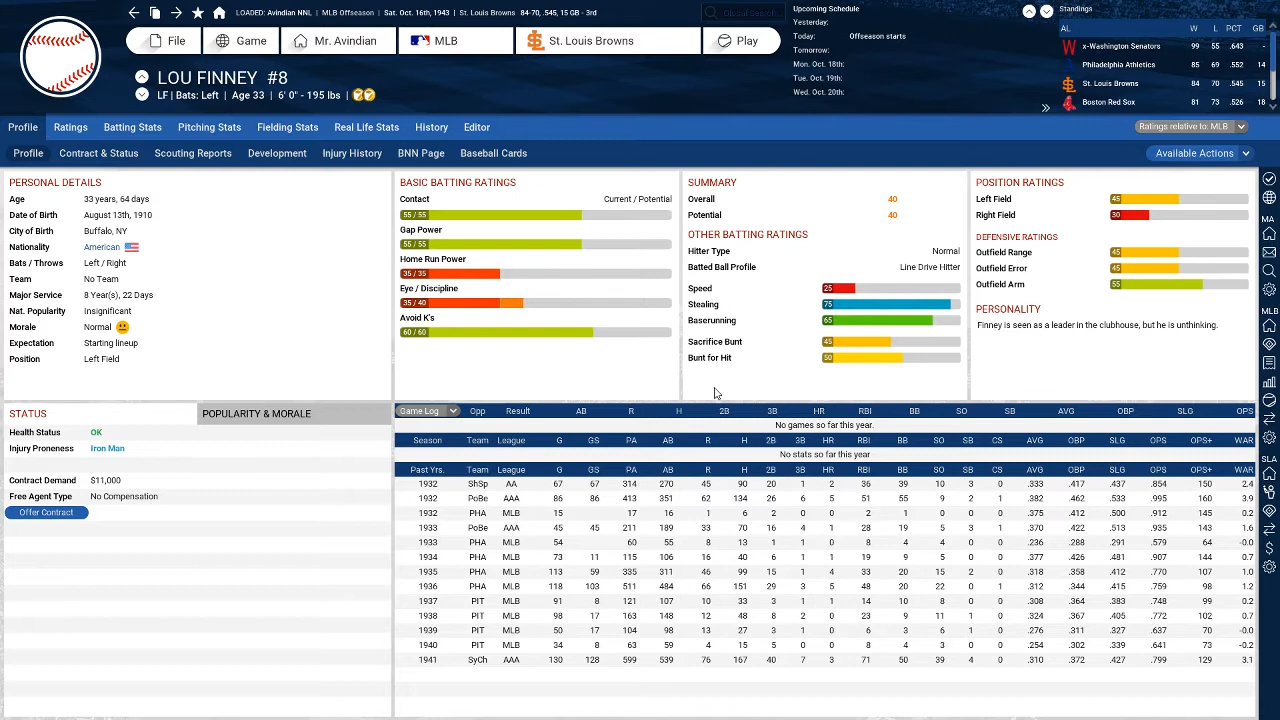 LOADED: Avindian NNL | MLB Offseason | Sat. Oct. 16th, 1943 | St. Louis Browns 84-70, .545, 15 GB - 3rd
Global Search
Upcoming Schedule
Yesterday:
Today: Offseason starts
Tomorrow:
Mon. Oct. 18th:
Tue. Oct. 19th:
Wed. Oct. 20th:
Standings
AL W L PCT GB
x-Washington Senators 99 55 .643 -
Philadelphia Athletics 85 69 .552 14
St. Louis Browns 84 70 .545 15
Boston Red Sox 81 73 .526 18
File Game Mr. Avindian MLB St. Louis Browns Play
LOU FINNEY #8
LF | Bats: Left | Age 33 | 6' 0" - 195 lbs
Profile Ratings Batting Stats Pitching Stats Fielding Stats Real Life Stats History Editor
Ratings relative to: MLB
Profile Contract & Status Scouting Reports Development Injury History BNN Page Baseball Cards
Available Actions
PERSONAL DETAILS
Age 33 years, 64 days
Date of Birth August 13th, 1910
City of Birth Buffalo, NY
Nationality American
Bats / Throws Left / Right
Team No Team
Major Service 8 Year(s), 22 Days
Nat. Popularity Insignificant
Morale Normal
Expectation Starting lineup
Position Left Field
BASIC BATTING RATINGS
Contact Current / Potential
55 / 55
Gap Power
55 / 55
Home Run Power
35 / 35
Eye / Discipline
35 / 40
Avoid K's
60 / 60
SUMMARY
Overall 40
Potential 40
OTHER BATTING RATINGS
Hitter Type Normal
Batted Ball Profile Line Drive Hitter
Speed 25
Stealing 75
Baserunning 65
Sacrifice Bunt 45
Bunt for Hit 50
POSITION RATINGS
Left Field 45
Right Field 30
DEFENSIVE RATINGS
Outfield Range 45
Outfield Error 45
Outfield Arm 55
PERSONALITY
Finney is seen as a leader in the clubhouse, but he is unthinking.
MA
MLB
SLA
STATUS
POPULARITY & MORALE
Health Status OK
Injury Proneness Iron Man
Contract Demand $11,000
Free Agent Type No Compensation
Offer Contract
Game Log Opp Result AB R H 2B 3B HR RBI BB SO SB AVG OBP SLG OPS
No games so far this year.
Season Team League G GS PA AB R H 2B 3B HR RBI BB SO SB CS AVG OBP SLG OPS OPS+ WAR
No stats so far this year
Past Yrs. Team League G GS PA AB R H 2B 3B HR RBI BB SO SB CS AVG OBP SLG OPS OPS+ WAR
1932 ShSp AA 67 67 314 270 45 90 20 1 2 36 39 10 3 0 .333 .417 .437 .854 150 2.4
1932 PoBe AAA 86 86 413 351 62 134 26 6 5 51 55 9 2 0 .382 .462 .533 .995 160 3.9
1932 PHA MLB 15 17 16 1 6 2 0 0 2 1 0 0 0 .375 .412 .500 .912 145 0.2
1933 PoBe AAA 45 45 211 189 33 70 16 4 1 28 19 5 3 1 .370 .422 .513 .935 143 1.6
1933 PHA MLB 54 60 55 8 13 1 1 0 8 4 4 0 0 .236 .288 .291 .579 64 -0.0
1934 PHA MLB 73 11 115 106 16 40 6 1 1 19 9 5 0 0 .377 .426 .481 .907 144 0.7
1935 PHA MLB 113 59 335 311 46 99 15 1 4 33 20 15 2 0 .318 .358 .412 .770 107 1.0
1936 PHA MLB 118 103 511 484 66 151 29 3 5 48 20 22 0 1 .312 .344 .415 .759 98 1.2
1937 PIT MLB 91 8 121 107 10 33 3 1 1 14 10 8 0 0 .308 .364 .383 .748 99 0.2
1938 PIT MLB 98 17 163 148 12 48 8 2 0 23 9 11 1 0 .324 .367 .405 .772 102 0.7
1939 PIT MLB 50 17 104 98 13 27 3 1 0 6 3 6 1 0 .276 .311 .327 .637 70 -0.0
1940 PIT MLB 34 8 63 59 4 15 5 0 0 8 4 3 0 0 .254 .302 .339 .641 73 -0.2
1941 SyCh AAA 130 128 599 539 76 167 40 7 3 71 50 39 4 0 .310 .372 .427 .799 129 3.1